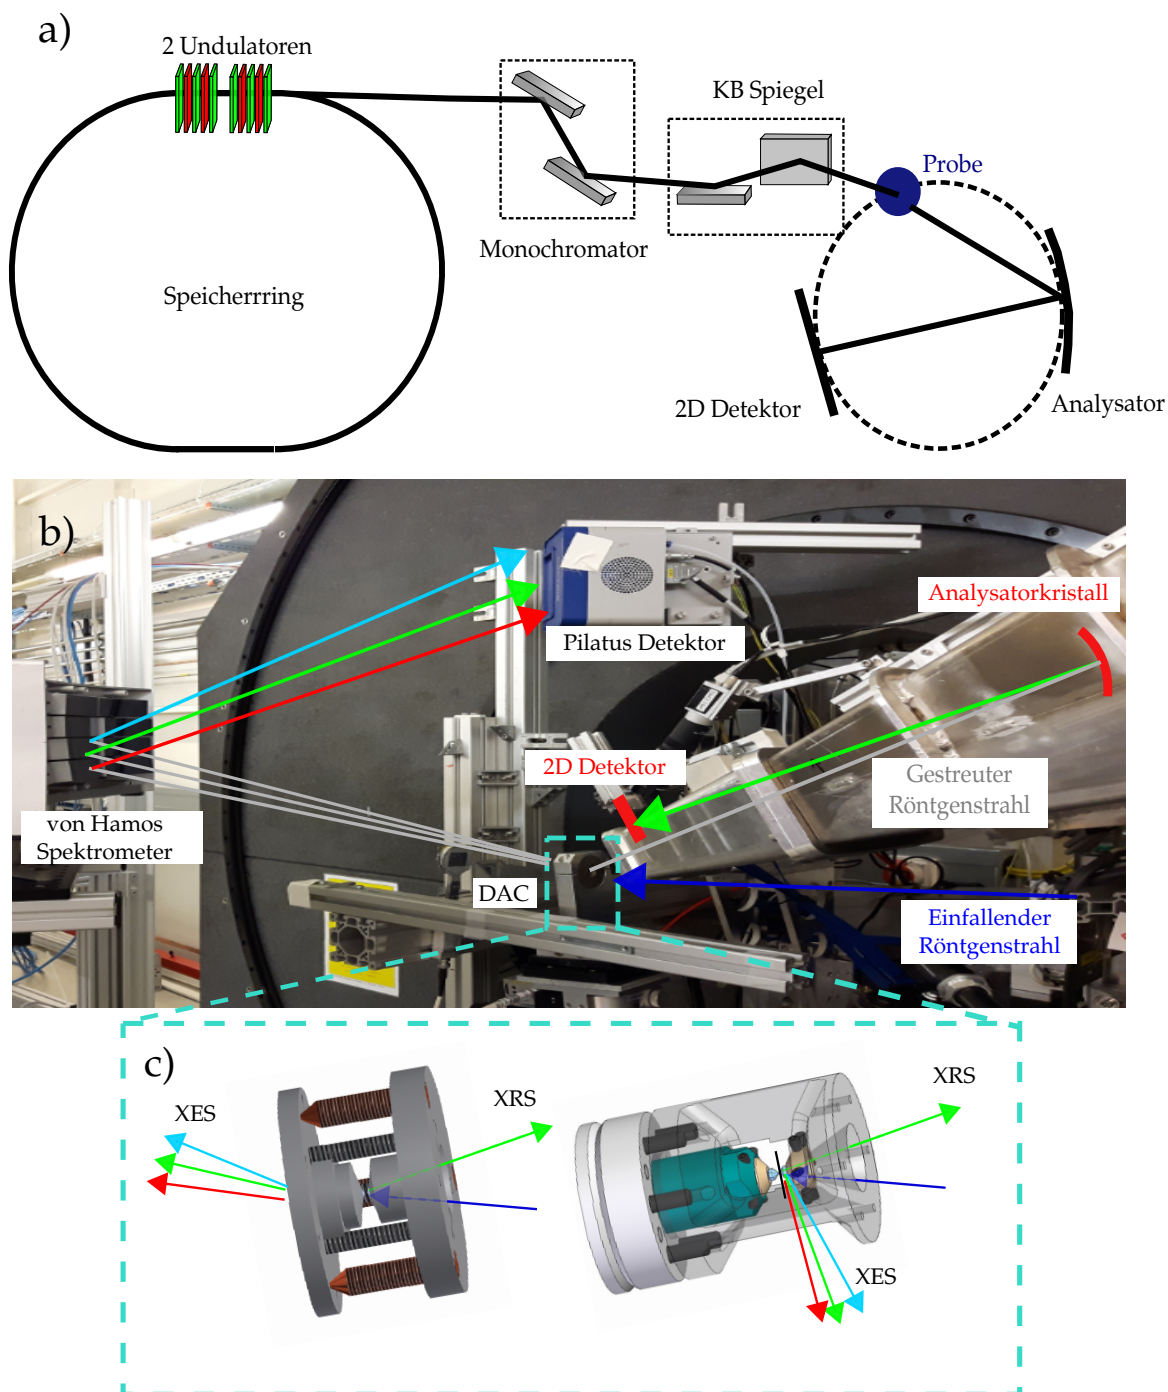 a)
2 Undulatoren
KB Spiegel
Probe
Monochromator
Speicherrring
2D Detektor
Analysator
b)
Analysatorkristall
Pilatus Detektor
2D Detektor
Gestreuter
Röntgenstrahl
von Hamos
Spektrometer
DAC
Einfallender
Röntgenstrahl
c)
XES
XRS
XRS
XES